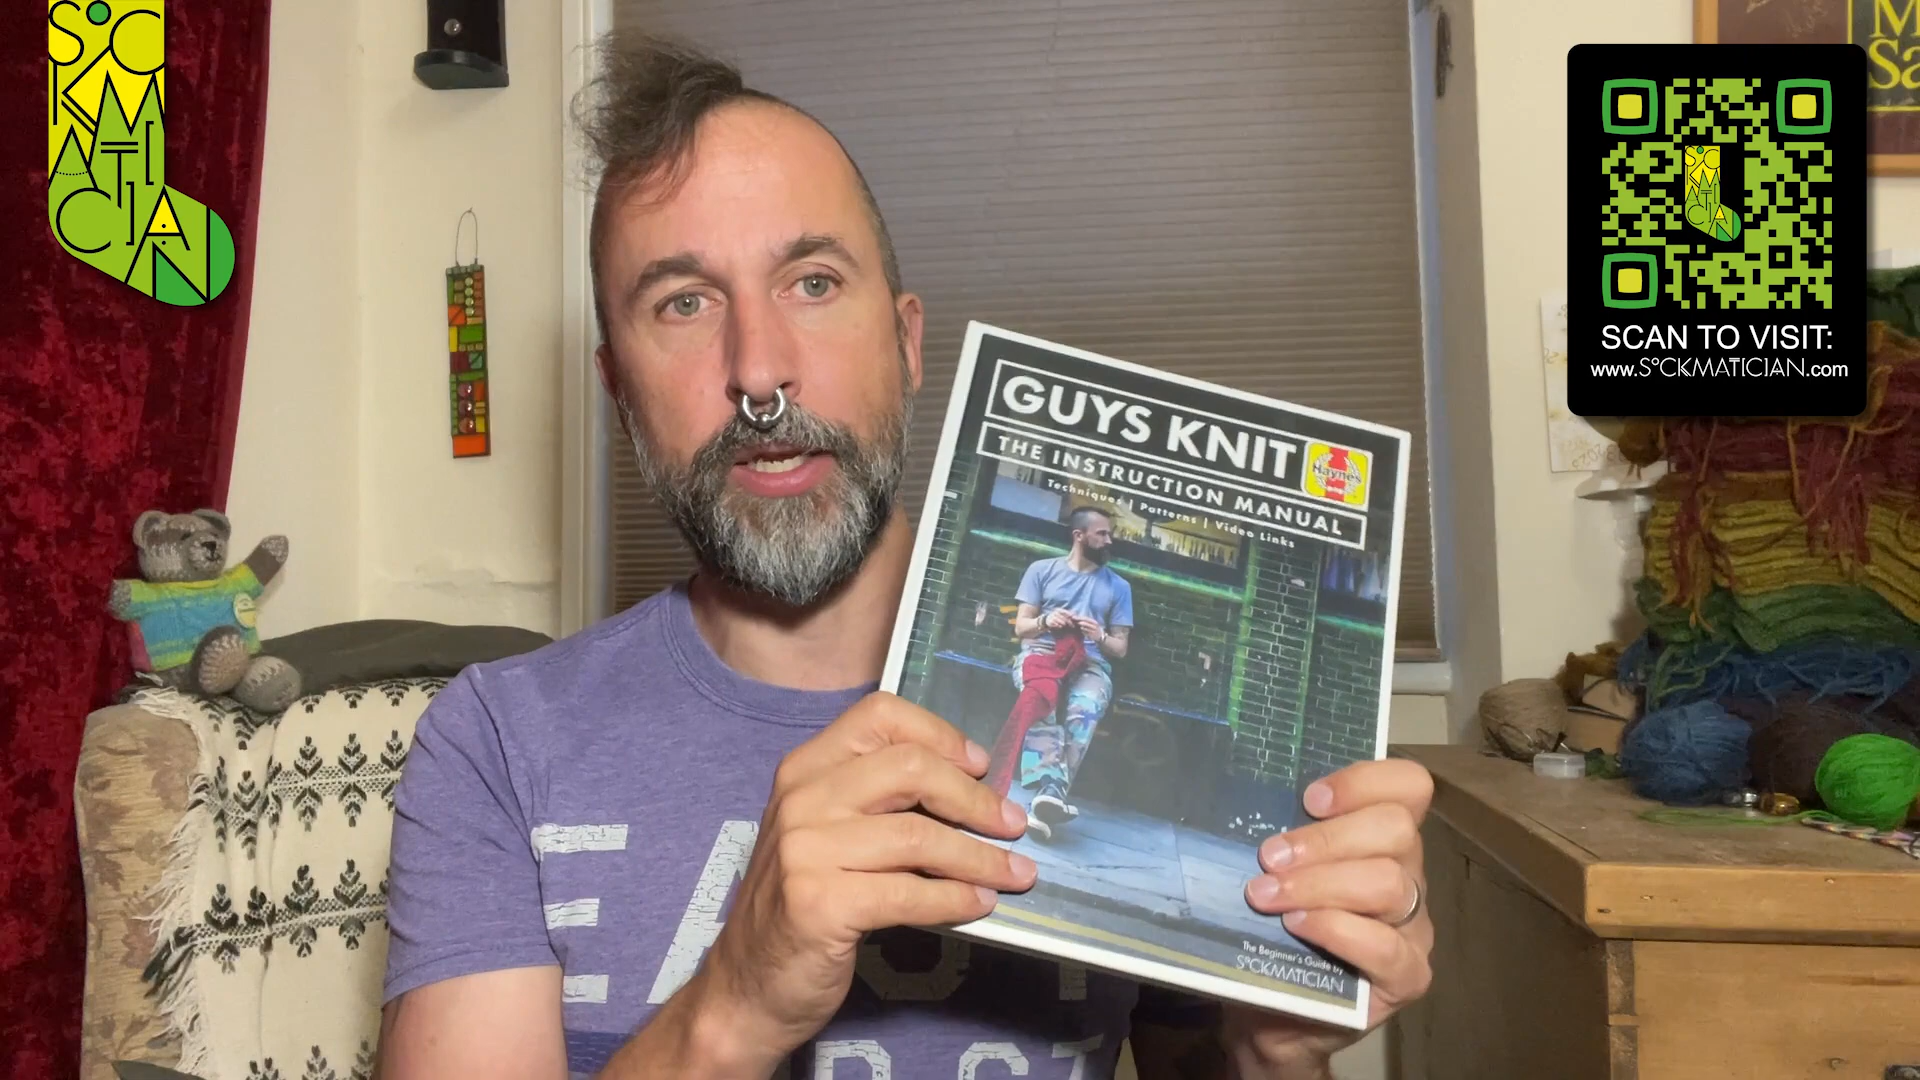 SOCKMATICIAN
SCAN TO VISIT:
www.SOCKMATICIAN.com
GUYS KNIT
Haynes
THE INSTRUCTION MANUAL
Techniques | Patterns | Video Links
The Beginner's Guide by
SOCKMATICIAN